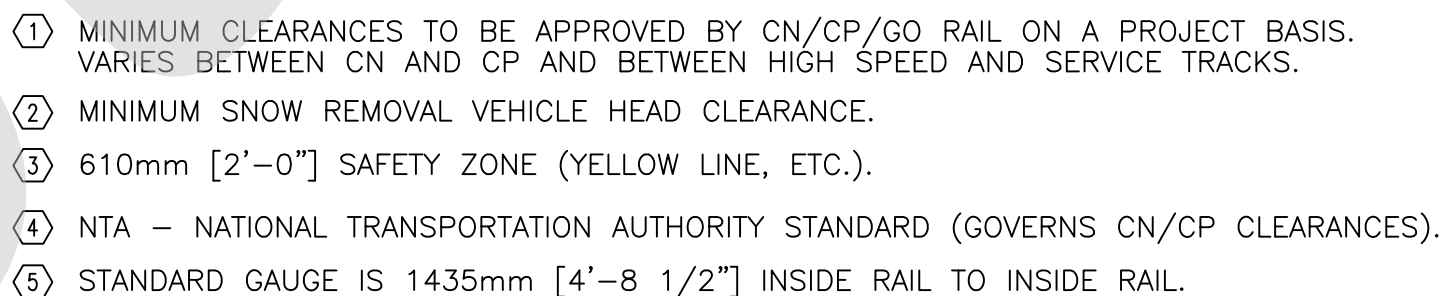 1 MINIMUM CLEARANCES TO BE APPROVED BY CN/CP/GO RAIL ON A PROJECT BASIS.
VARIES BETWEEN CN AND CP AND BETWEEN HIGH SPEED AND SERVICE TRACKS.
2 MINIMUM SNOW REMOVAL VEHICLE HEAD CLEARANCE.
3 610mm [2'–0”] SAFETY ZONE (YELLOW LINE, ETC.).
4 NTA – NATIONAL TRANSPORTATION AUTHORITY STANDARD (GOVERNS CN/CP CLEARANCES).
5 STANDARD GAUGE IS 1435mm [4'–8 1/2”] INSIDE RAIL TO INSIDE RAIL.